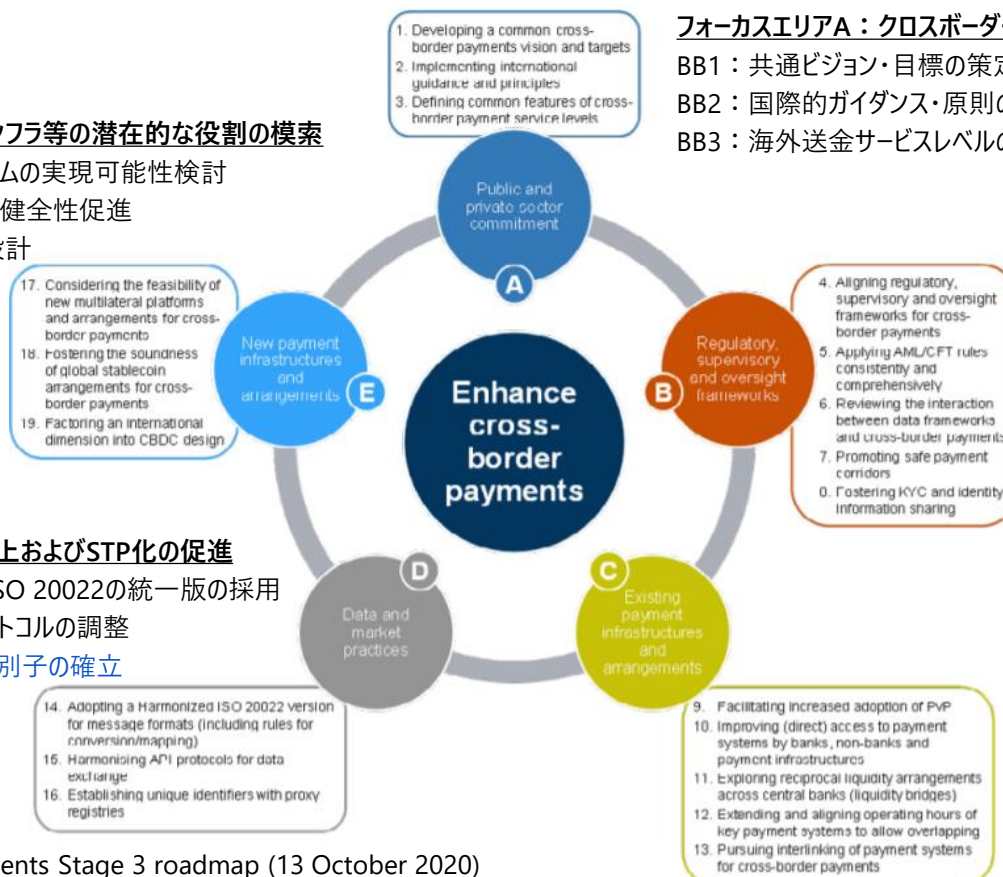 フォーカスエリアA：クロスボーダ
BB1：共通ビジョン・目標の策定
BB2：国際的ガイダンス・原則の
BB3：海外送金サービスレベルの
1. Developing a common cross-
border payments vision and targets
2. Implementing international
guidance and principles
3. Defining common features of cross-
border payment service levels
フラ等の潜在的な役割の模索
ムの実現可能性検討
健全性促進
設計
Public and
private sector
commitment
A
17. Considering the feasibility of
new multilateral platforms
and arrangements for cross-
border payments
18. Fostering the soundness
of global stablecoin
arrangements for cross-
border payments
19. Factoring an international
dimension into CBDC design
New payment
infrastructures
and
arrangements
E
Enhance
cross-
border
payments
Regulatory,
supervisory
and oversight
frameworks
B
4. Aligning regulatory,
supervisory and oversight
frameworks for cross-
border payments
5. Applying AML/CFT rules
consistently and
comprehensively
6. Reviewing the interaction
between data frameworks
and cross-border payments
7. Promoting safe payment
corridors
8. Fostering KYC and identity
information sharing
上およびSTP化の促進
SO 20022の統一版の採用
トコルの調整
別子の確立
D
Data and
market
practices
C
Existing
payment
infrastructures
and
arrangements
14. Adopting a Harmonized ISO 20022 version
for message formats (including rules for
conversion/mapping)
15. Harmonising API protocols for data
exchange
16. Establishing unique identifiers with proxy
registries
9. Facilitating increased adoption of PvP
10. Improving (direct) access to payment
systems by banks, non-banks and
payment infrastructures
11. Exploring reciprocal liquidity arrangements
across central banks (liquidity bridges)
12. Extending and aligning operating hours of
key payment systems to allow overlapping
13. Pursuing interlinking of payment systems
for cross-border payments
ents Stage 3 roadmap (13 October 2020)